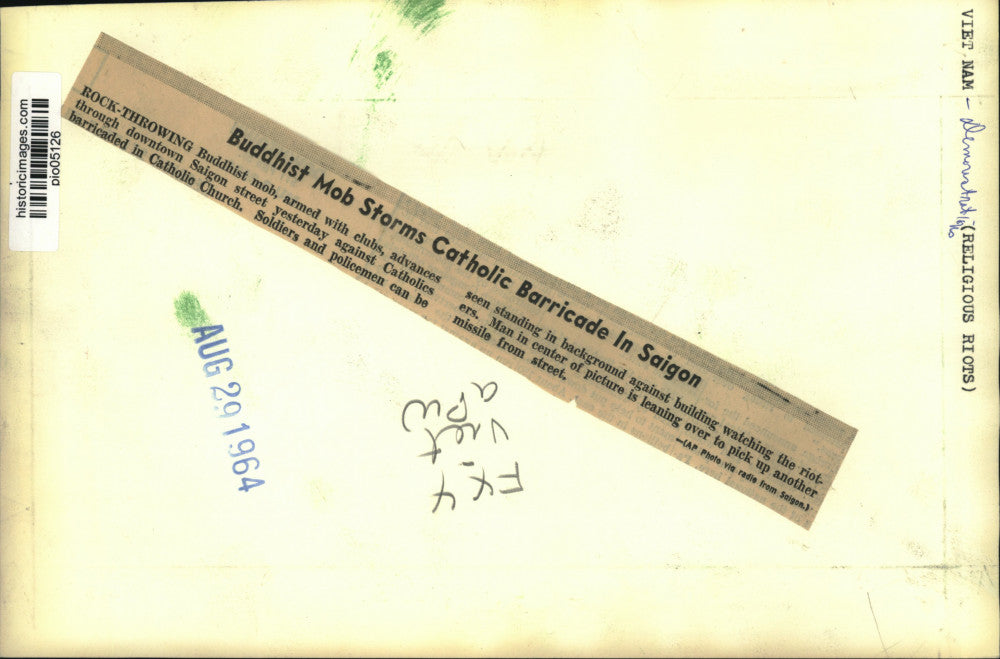 Buddhist Mob Storms Catholic Barricade In Saigon
ROCK-THROWING Buddhist mob, armed with clubs, advances
through downtown Saigon street yesterday against Catholics
barricaded in Catholic Church. Soldiers and policemen can be
seen standing in background against building watching the riot-
ers. Man in center of picture is leaning over to pick up another
missile from street.
—(AP Photo via radio from Saigon.)
historicimages.com
pio05126
AUG 29 1964
VIET NAM - Demonstrations (RELIGIOUS RIOTS)